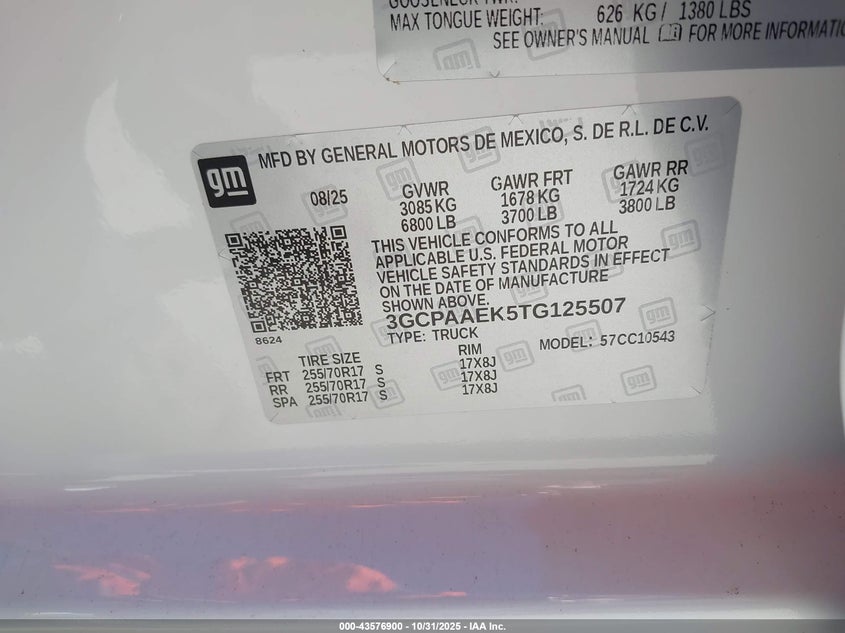 GOOSENECK TWR:
MAX TONGUE WEIGHT: 626 KG / 1380 LBS
SEE OWNER'S MANUAL FOR MORE INFORMATIO
gm
MFD BY GENERAL MOTORS DE MEXICO, S. DE R.L. DE C.V.
08/25 GVWR GAWR FRT GAWR RR
3085 KG 1678 KG 1724 KG
6800 LB 3700 LB 3800 LB
THIS VEHICLE CONFORMS TO ALL
APPLICABLE U.S. FEDERAL MOTOR
VEHICLE SAFETY STANDARDS IN EFFECT
ON THE DATE OF MANUFACTURE
SHOWN ABOVE.
3GCPAAEK5TG125507
8624
TYPE: TRUCK MODEL: 57CC10543
TIRE SIZE RIM
FRT 255/70R17 S 17X8J
RR 255/70R17 S 17X8J
SPA 255/70R17 S 17X8J
000-43576900 - 10/31/2025 - IAA Inc.